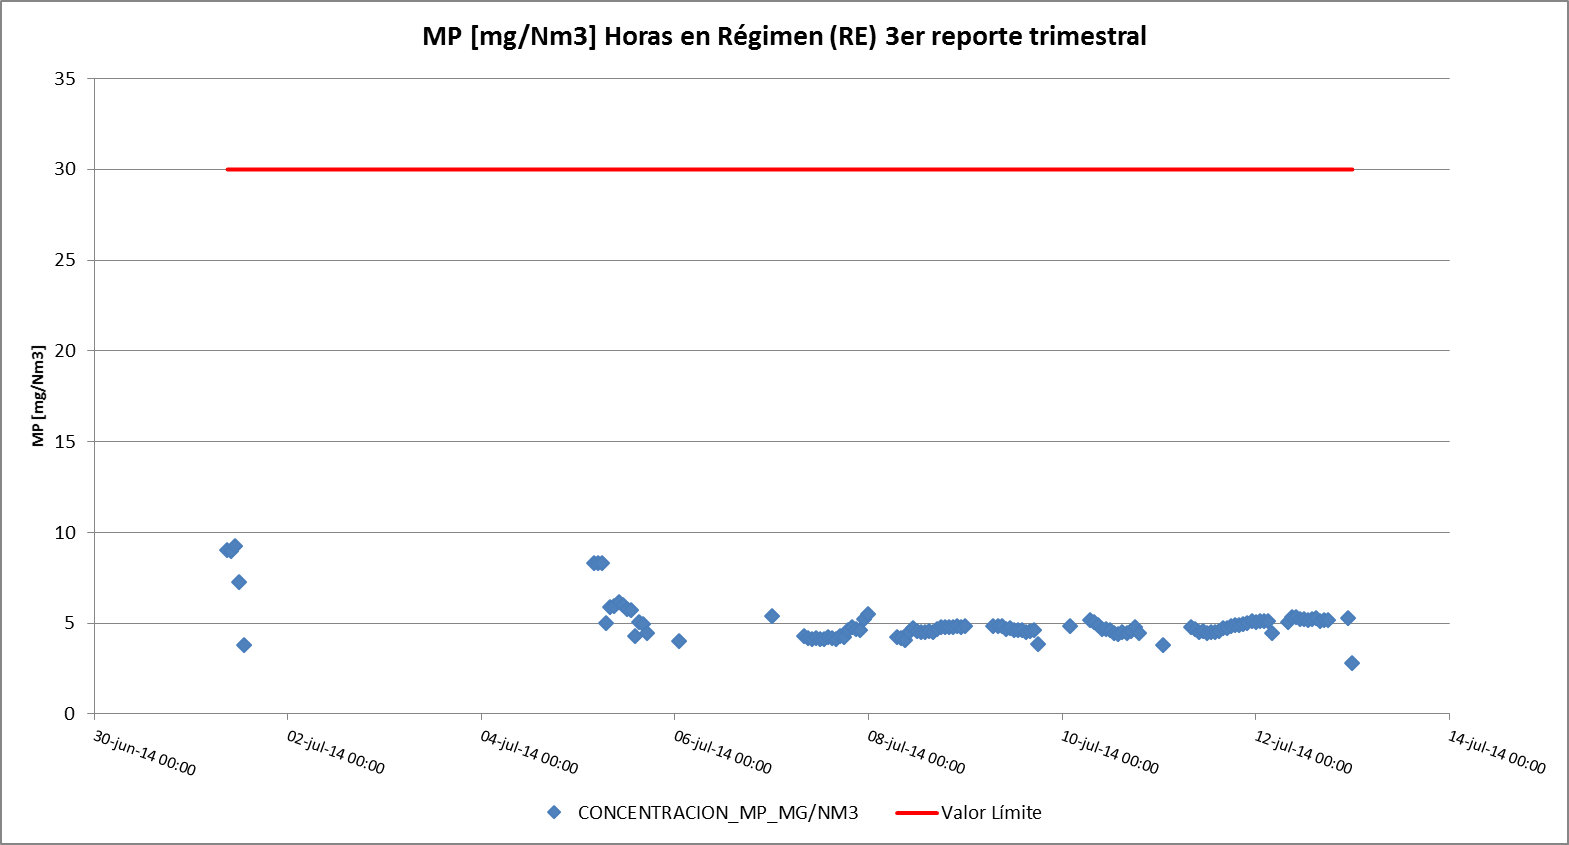 MP [mg/Nm3] Horas en Régimen (RE) 3er reporte trimestral
35
30
25
20
15
10
5
0
MP [mg/Nm3]
30-jun-14 00:00
02-jul-14 00:00
04-jul-14 00:00
06-jul-14 00:00
08-jul-14 00:00
10-jul-14 00:00
12-jul-14 00:00
14-jul-14 00:00
CONCENTRACION_MP_MG/NM3
Valor Límite